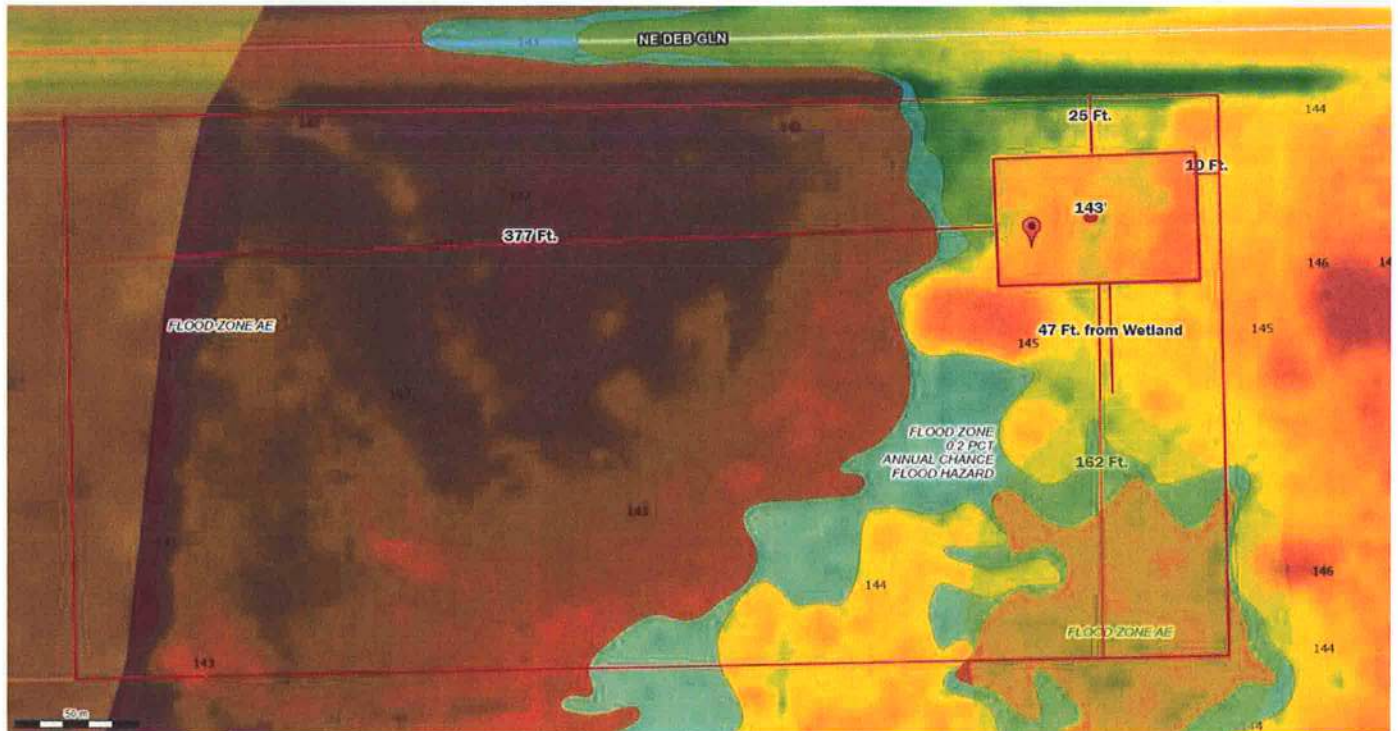 NE DEB GLN
144
25 Ft.
10 Ft.
143'
377 Ft.
146
FLOOD ZONE AE
47 Ft. from Wetland
145
145
FLOOD ZONE
0.2 PCT
ANNUAL CHANCE
FLOOD HAZARD
162 Ft.
143
146
144
FLOOD ZONE AE
144
143
50 m